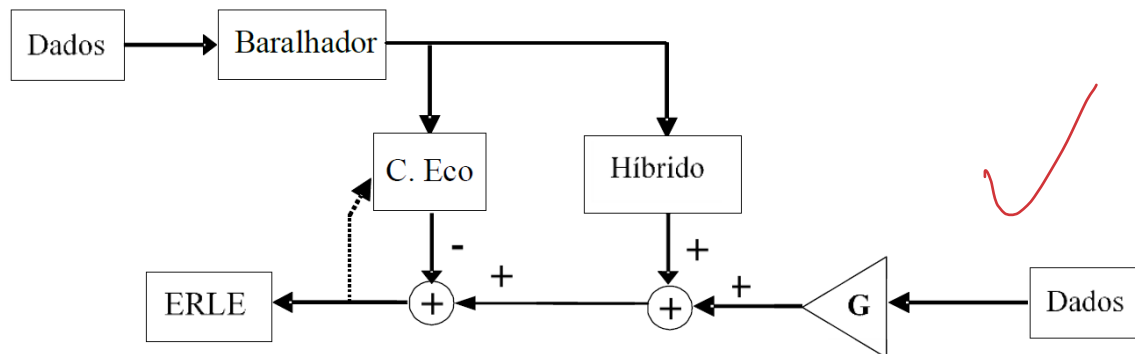 Dados
Baralhador
C. Eco
Híbrido
-
+
+
+
ERLE
+
+
G
Dados